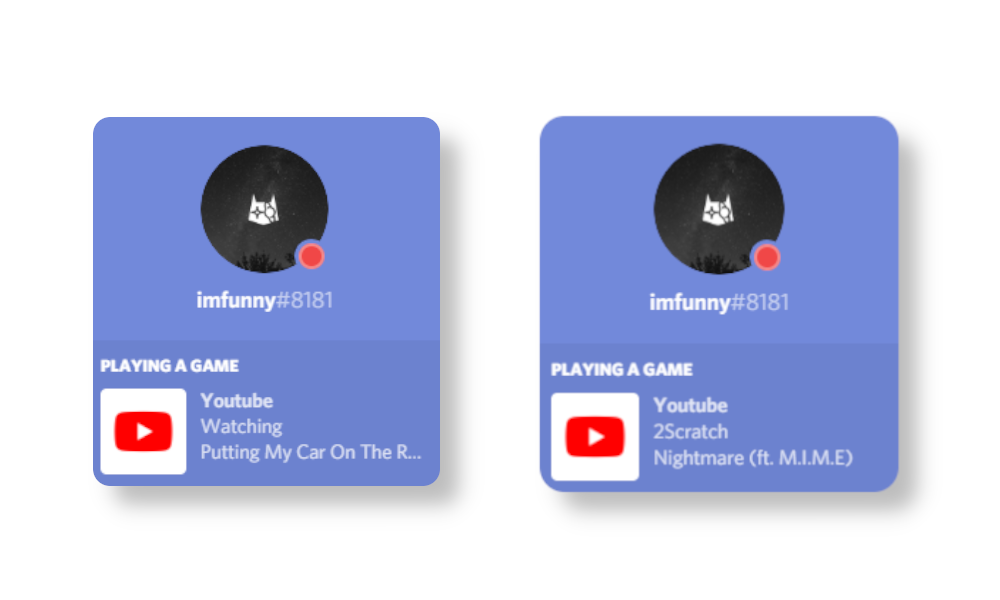 imfunny#8181
PLAYING A GAME
Youtube
Watching
Putting My Car On The R...
imfunny#8181
PLAYING A GAME
Youtube
2Scratch
Nightmare (ft. M.I.M.E)